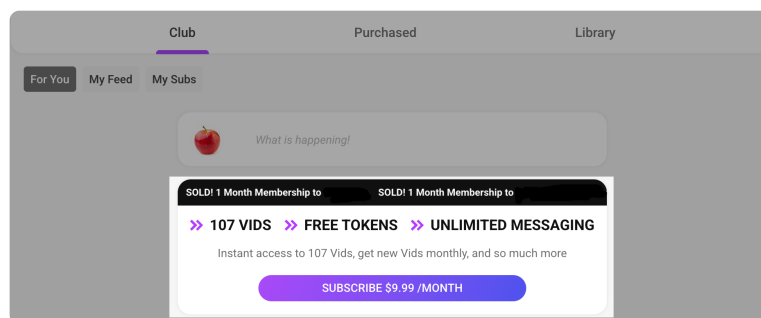 Club Purchased Library
For You My Feed My Subs
What is happening!
SOLD! 1 Month Membership to SOLD! 1 Month Membership to
107 VIDS FREE TOKENS UNLIMITED MESSAGING
Instant access to 107 Vids, get new Vids monthly, and so much more
SUBSCRIBE $9.99 /MONTH